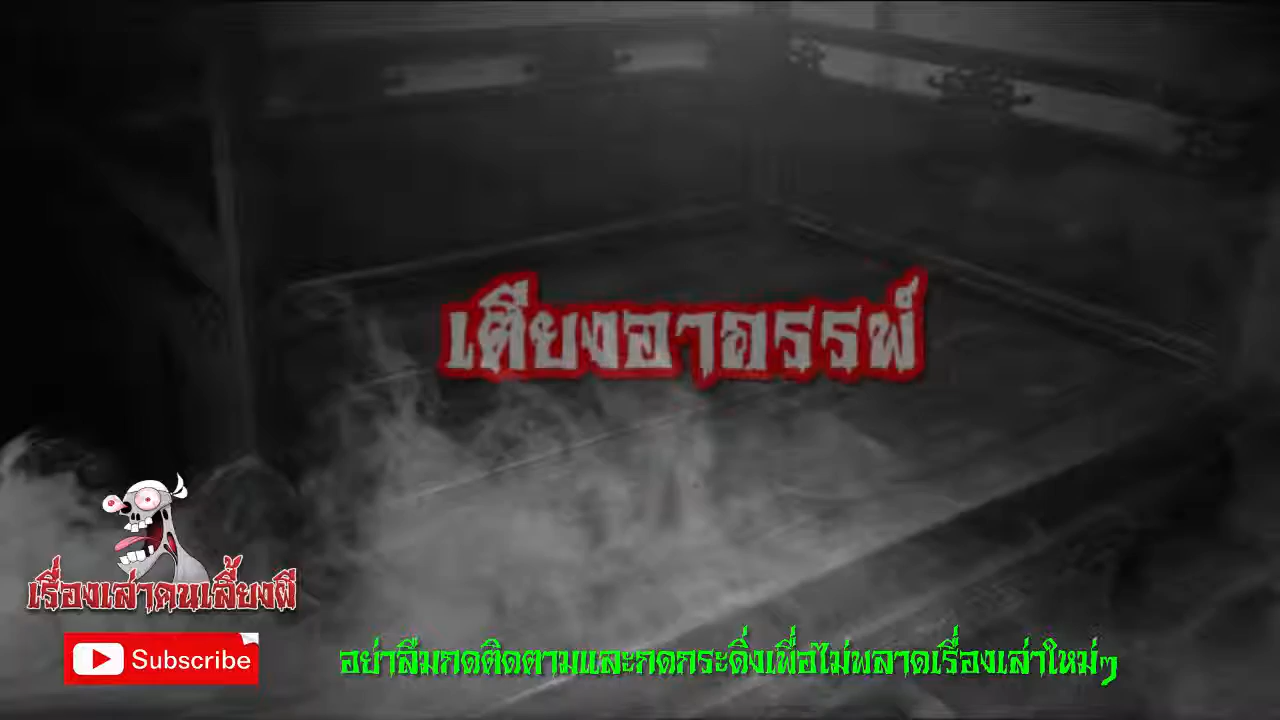 เตียงอาถรรพ์
เรื่องเล่าคนเลี้ยงผี
Subscribe
อย่าลืมกดติดตามและกดกระดิ่งเพื่อไม่พลาดเรื่องเล่าใหม่ๆ